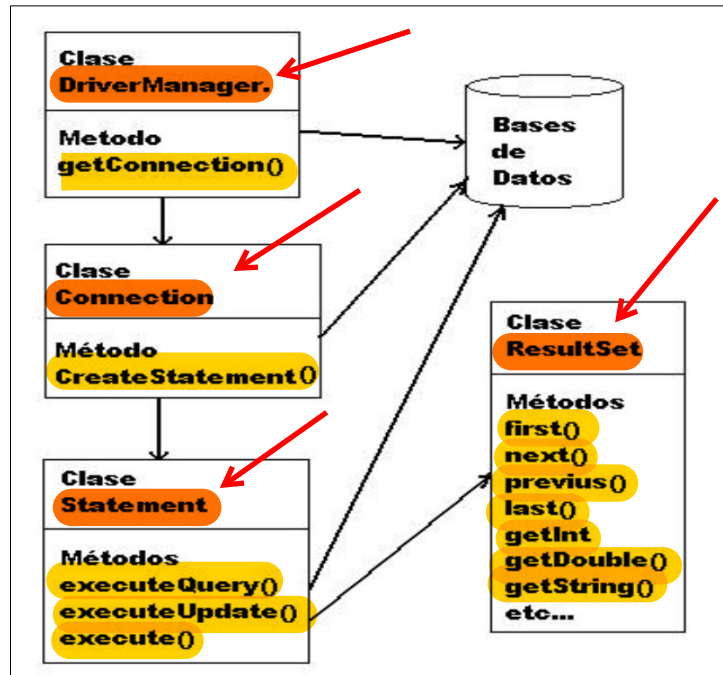 Clase
DriverManager.
Metodo
getConnection()
Bases
de
Datos
Clase
Connection
Método
CreateStatement()
Clase
ResultSet
Métodos
first()
next()
previus()
last()
getInt
getDouble()
getString()
etc...
Clase
Statement
Métodos
executeQuery()
executeUpdate()
execute()